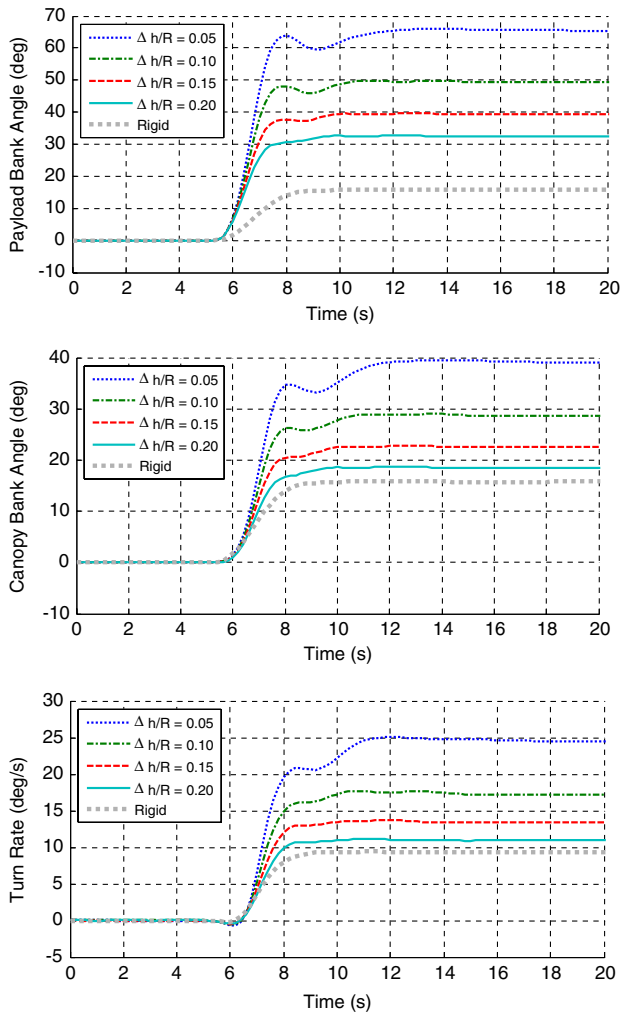 70
60
50
40
30
20
10
0
-10
Payload Bank Angle (deg)
Δ h/R = 0.05
Δ h/R = 0.10
Δ h/R = 0.15
Δ h/R = 0.20
Rigid
0 2 4 6 8 10 12 14 16 18 20
Time (s)
40
30
20
10
0
-10
Canopy Bank Angle (deg)
Δ h/R = 0.05
Δ h/R = 0.10
Δ h/R = 0.15
Δ h/R = 0.20
Rigid
0 2 4 6 8 10 12 14 16 18 20
Time (s)
30
25
20
15
10
5
0
-5
Turn Rate (deg/s)
Δ h/R = 0.05
Δ h/R = 0.10
Δ h/R = 0.15
Δ h/R = 0.20
Rigid
0 2 4 6 8 10 12 14 16 18 20
Time (s)